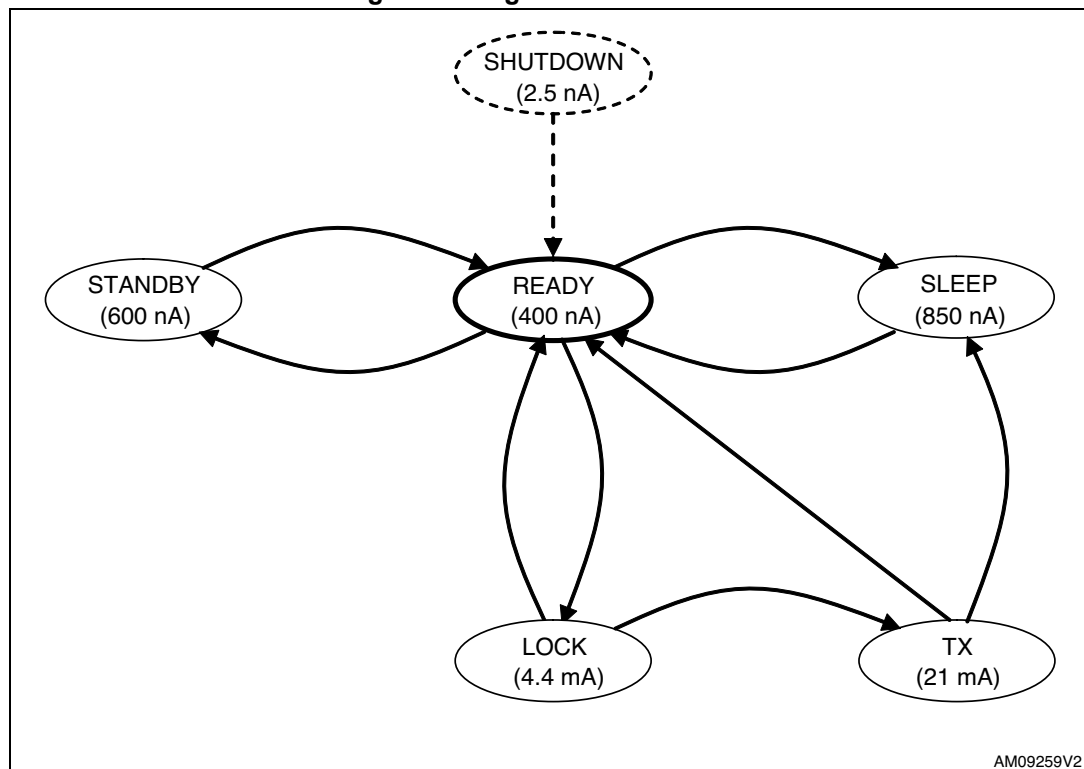 SHUTDOWN
(2.5 nA)
STANDBY
(600 nA)
READY
(400 nA)
SLEEP
(850 nA)
LOCK
(4.4 mA)
TX
(21 mA)
AM09259V2